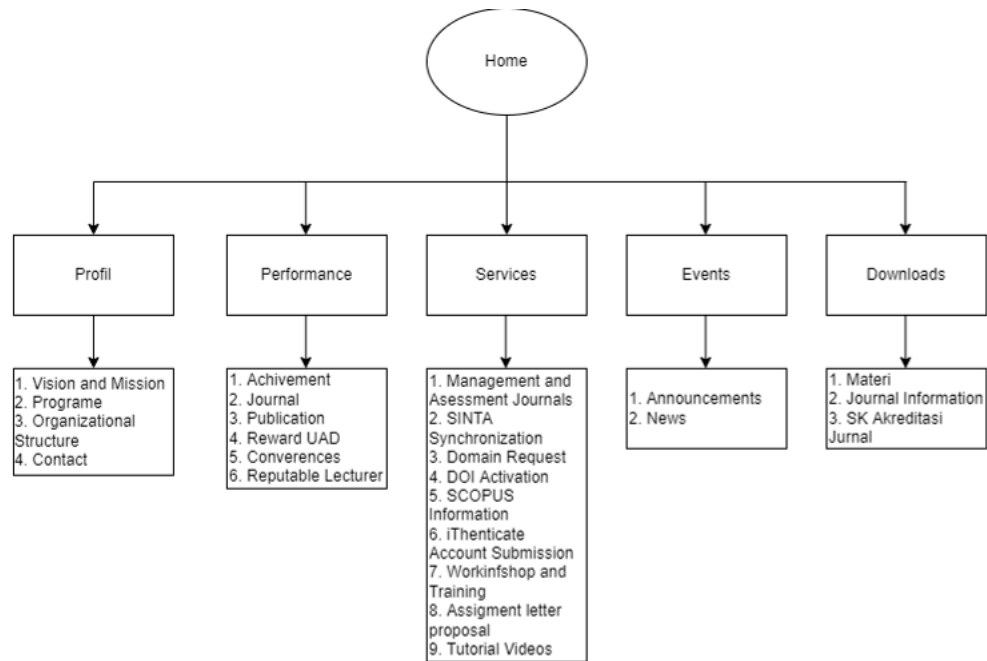 Home
Profil
Performance
Services
Events
Downloads
1. Vision and Mission
2. Programe
3. Organizational
Structure
4. Contact
1. Achivement
2. Journal
3. Publication
4. Reward UAD
5. Converences
6. Reputable Lecturer
1. Management and
Asessment Journals
2. SINTA
Synchronization
3. Domain Request
4. DOI Activation
5. SCOPUS
Information
6. iThenticate
Account Submission
7. Workinfshop and
Training
8. Assigment letter
proposal
9. Tutorial Videos
1. Announcements
2. News
1. Materi
2. Journal Information
3. SK Akreditasi
Jurnal